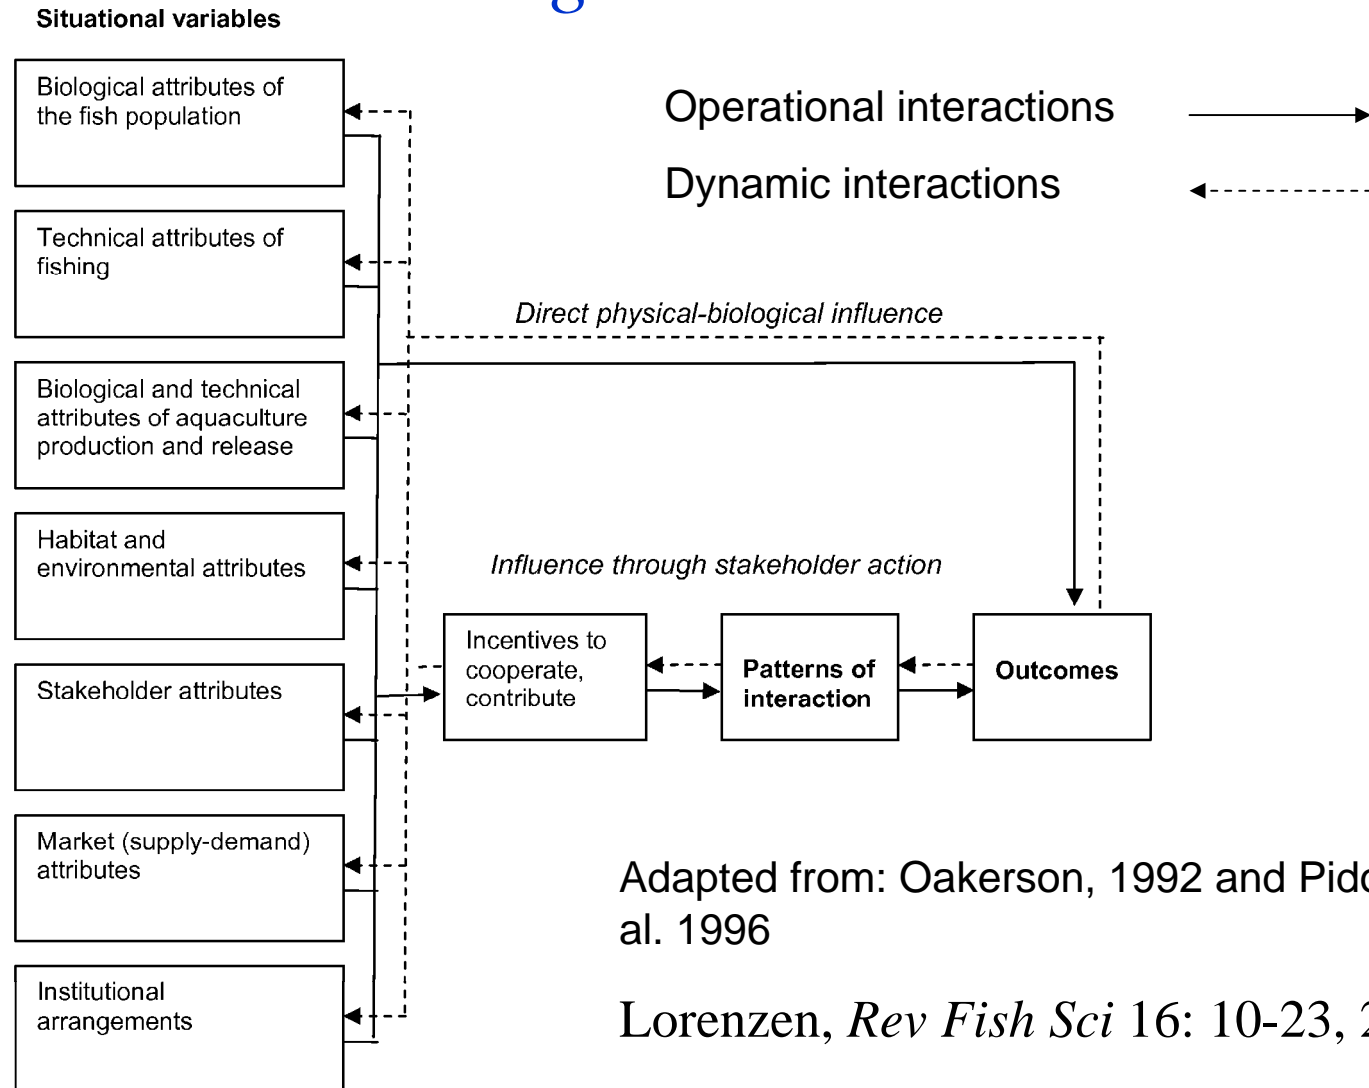 Situational variables
Biological attributes of
the fish population
Technical attributes of
fishing
Biological and technical
attributes of aquaculture
production and release
Habitat and
environmental attributes
Stakeholder attributes
Market (supply-demand)
attributes
Institutional
arrangements
Operational interactions
Dynamic interactions
Direct physical-biological influence
Influence through stakeholder action
Incentives to
cooperate,
contribute
Patterns of
interaction
Outcomes
Adapted from: Oakerson, 1992 and
al. 1996
Lorenzen, Rev Fish Sci 16: 10-23,